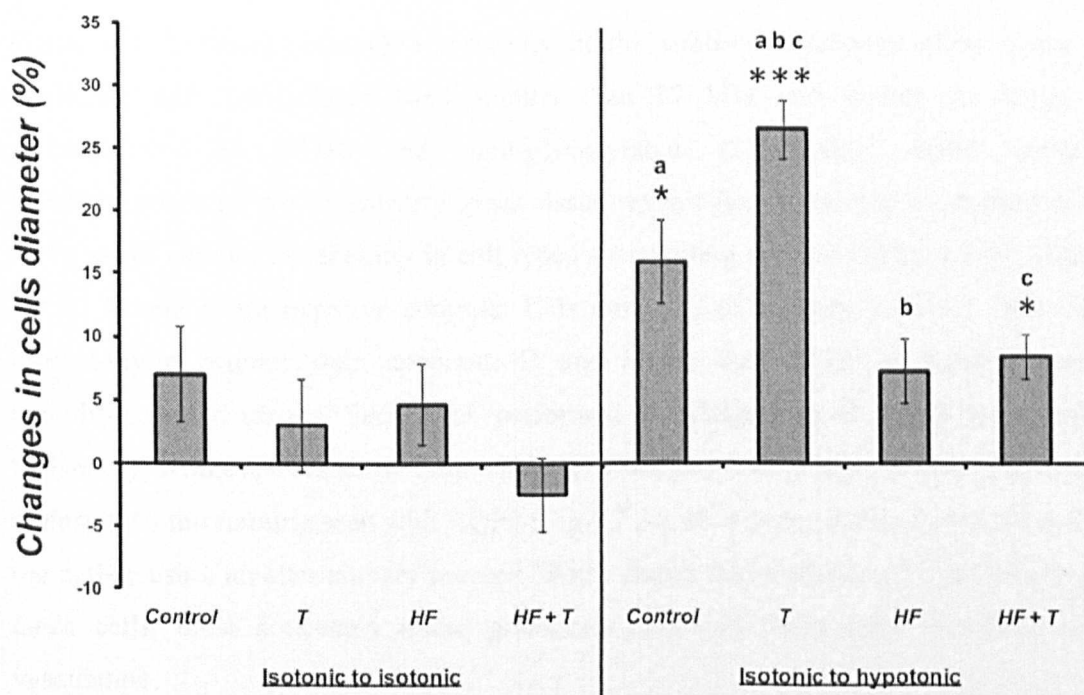 Changes in cells diameter (%)
35
30
25
20
15
10
5
0
-5
-10
a
*
a b c
***
b
c
*
Control T HF HF + T Control T HF HF + T
Isotonic to isotonic Isotonic to hypotonic